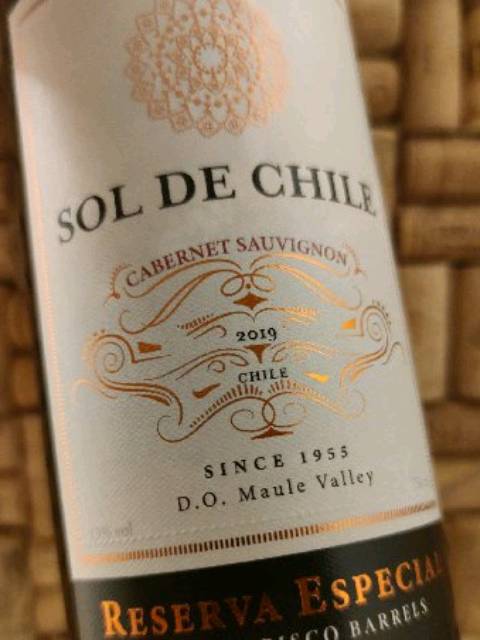 SOL DE CHILE
CABERNET SAUVIGNON
2019
CHILE
SINCE 1955
D.O. Maule Valley
RESERVA ESPECIAL
BARRELS